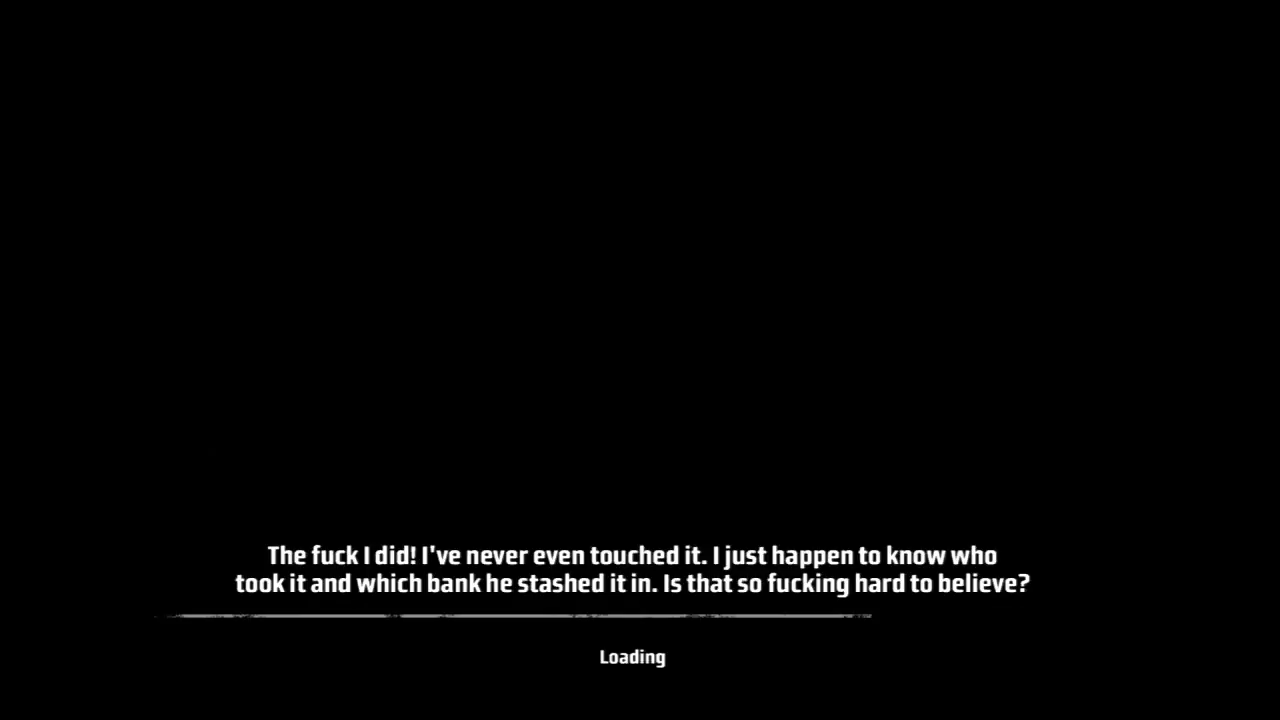 The fuck I did! I've never even touched it. I just happen to know who
took it and which bank he stashed it in. Is that so fucking hard to believe?
Loading